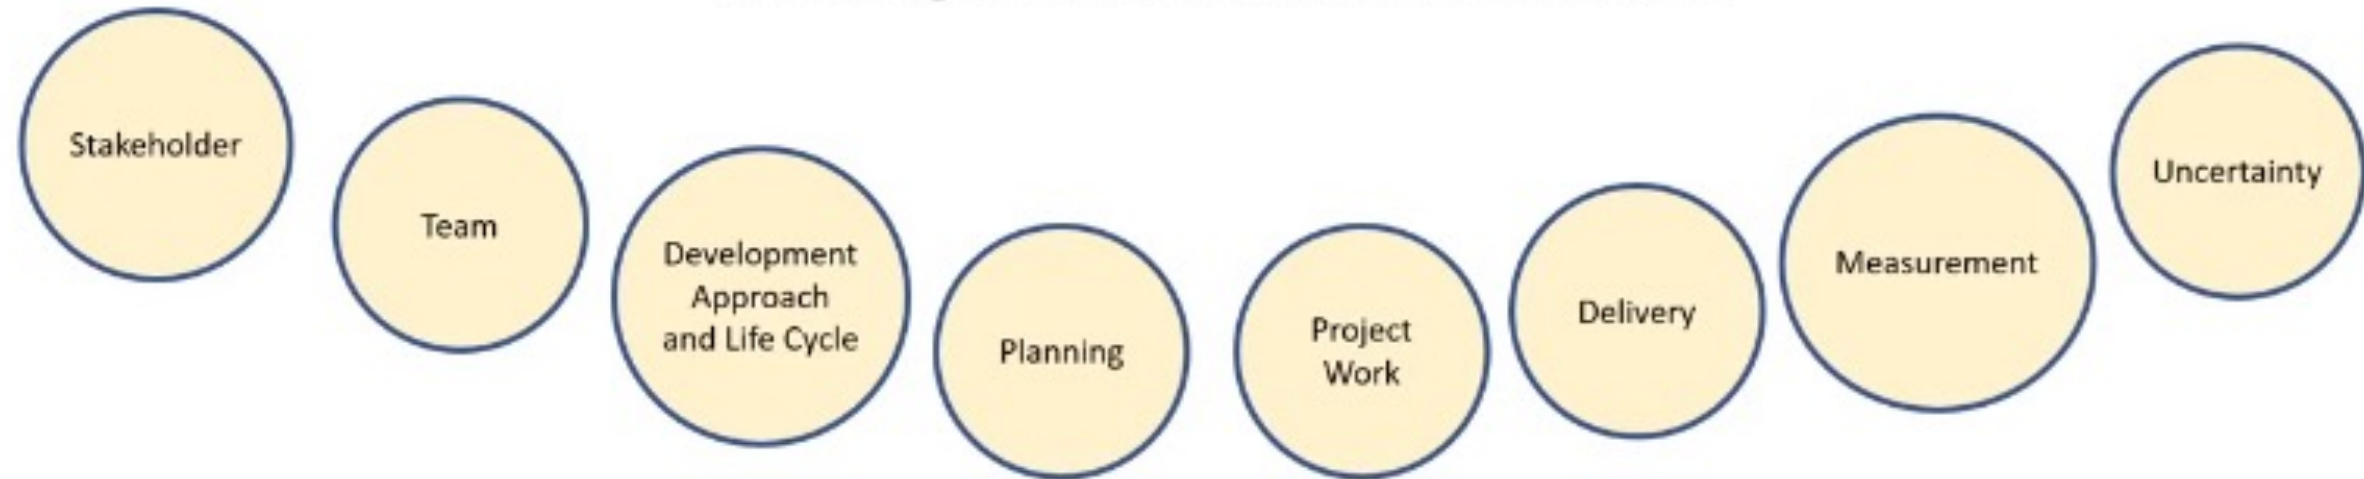 Stakeholder
Team
Development
Approach
and Life Cycle
Planning
Project
Work
Delivery
Measurement
Uncertainty